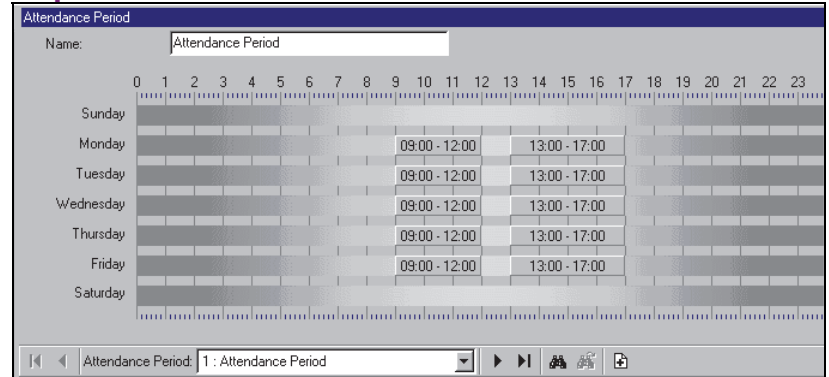 Attendance Period
Name: Attendance Period
0 1 2 3 4 5 6 7 8 9 10 11 12 13 14 15 16 17 18 19 20 21 22 23
Sunday
Monday 09:00 - 12:00 13:00 - 17:00
Tuesday 09:00 - 12:00 13:00 - 17:00
Wednesday 09:00 - 12:00 13:00 - 17:00
Thursday 09:00 - 12:00 13:00 - 17:00
Friday 09:00 - 12:00 13:00 - 17:00
Saturday
Attendance Period: 1 : Attendance Period